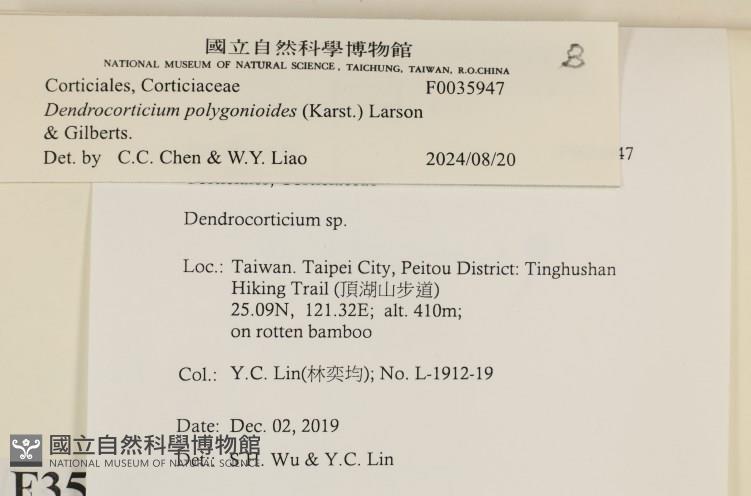 國立自然科學博物館
NATIONAL MUSEUM OF NATURAL SCIENCE, TAICHUNG, TAIWAN, R.O.CHINA
B
Corticiales, Corticiaceae F0035947
Dendrocorticium polygonioides (Karst.) Larson
& Gilberts.
Det. by C.C. Chen & W.Y. Liao 2024/08/20
47
Dendrocorticium sp.
Loc.: Taiwan. Taipei City, Peitou District: Tinghushan
Hiking Trail (頂湖山步道)
25.09N, 121.32E; alt. 410m;
on rotten bamboo
Col.: Y.C. Lin(林奕均); No. L-1912-19
Date: Dec. 02, 2019
Det.: S.H. Wu & Y.C. Lin
國立自然科學博物館
NATIONAL MUSEUM OF NATURAL SCIENCE
F35